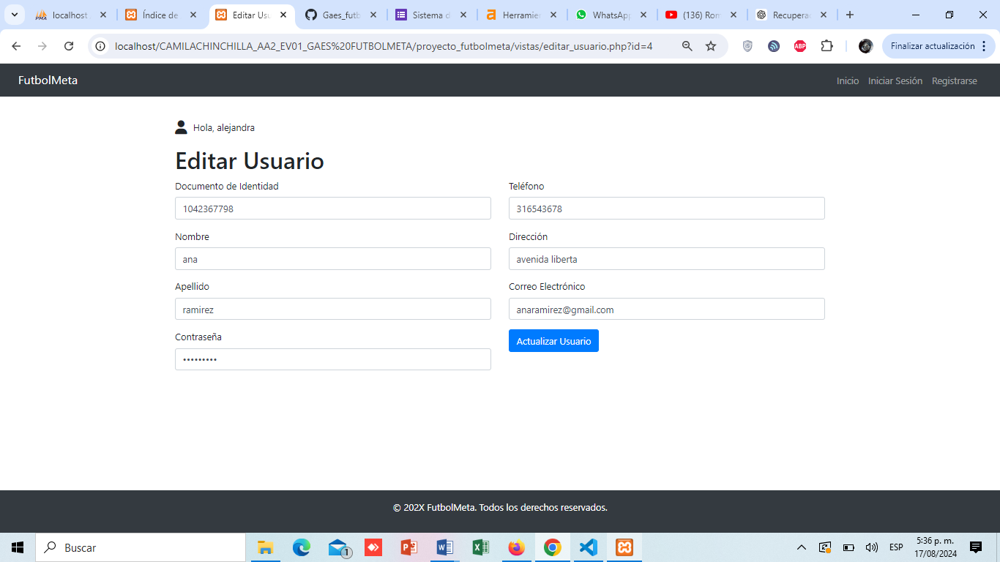 localhost
Índice de
Editar Usu
Gaes_futb
Sistema d
Herramie
WhatsApp
(136) Rom
Recupera
localhost/CAMILACHINCHILLA_AA2_EV01_GAES%20FUTBOLMETA/proyecto_futbolmeta/vistas/editar_usuario.php?id=4
ABP
Finalizar actualización
FutbolMeta
Inicio Iniciar Sesión Registrarse
Hola, alejandra
Editar Usuario
Documento de Identidad
1042367798
Nombre
ana
Apellido
ramirez
Contraseña
•••••••••
Teléfono
316543678
Dirección
avenida liberta
Correo Electrónico
anaramirez@gmail.com
Actualizar Usuario
© 202X FutbolMeta. Todos los derechos reservados.
Buscar
1
ESP
5:36 p. m.
17/08/2024